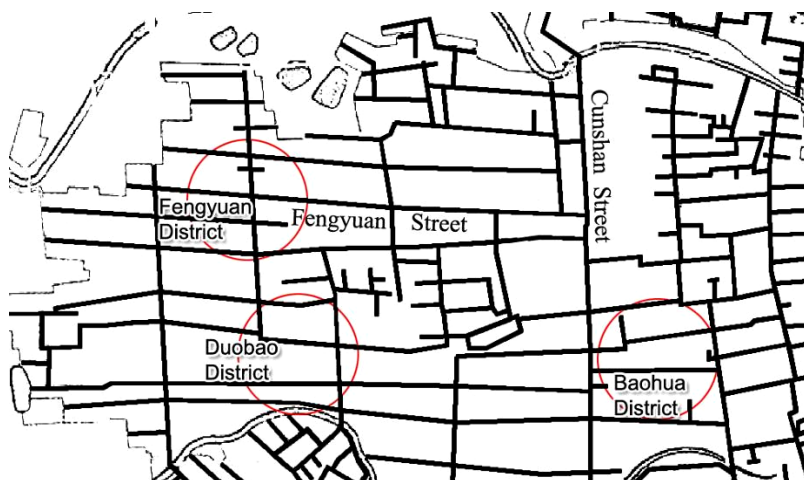 Cunshan Street
Fengyuan
District
Fengyuan Street
Duobao
District
Baohua
District